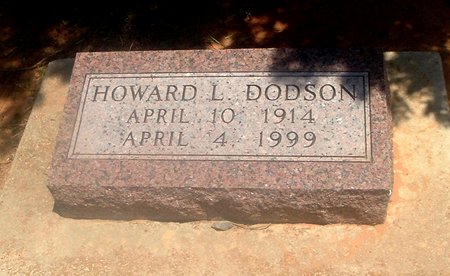 HOWARD L. DODSON
APRIL 10, 1914
APRIL 4, 1999